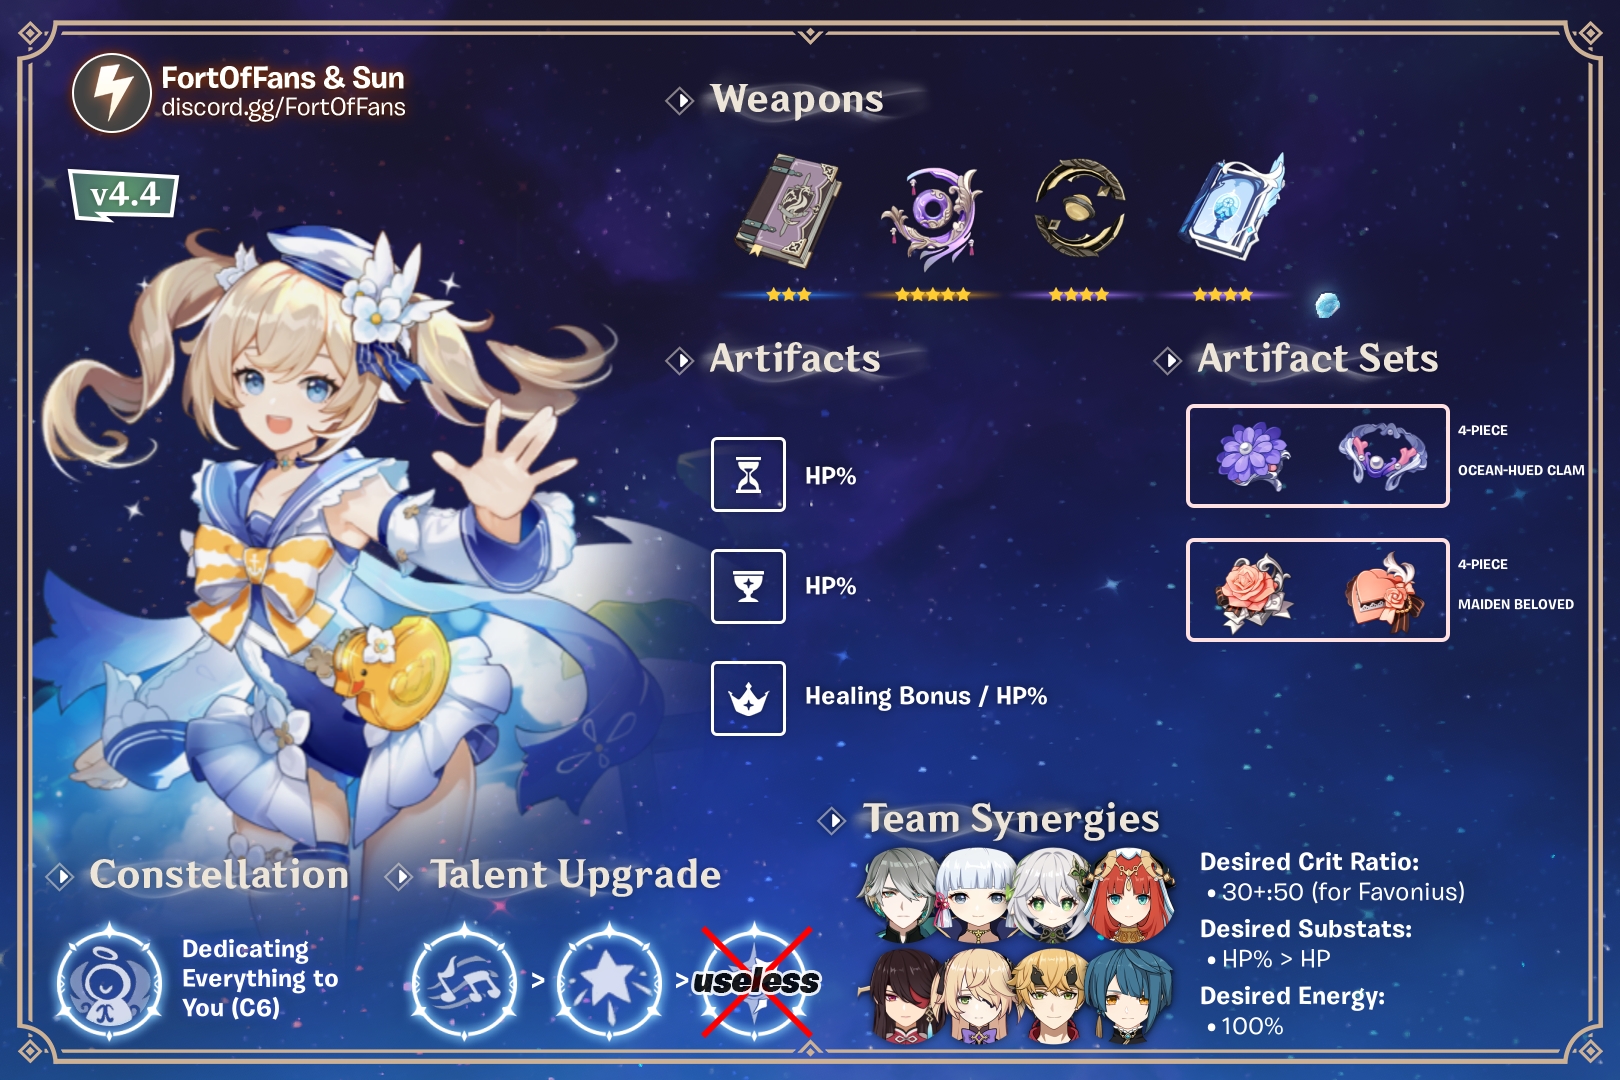 FortOfFans & Sun
discord.gg/FortOfFans
v4.4
Weapons
Artifacts
HP%
HP%
Healing Bonus / HP%
Artifact Sets
4-PIECE
OCEAN-HUED CLAM
4-PIECE
MAIDEN BELOVED
Constellation
Dedicating
Everything to
You (C6)
Talent Upgrade
> > useless
Team Synergies
Desired Crit Ratio:
• 30+:50 (for Favonius)
Desired Substats:
• HP% > HP
Desired Energy:
• 100%